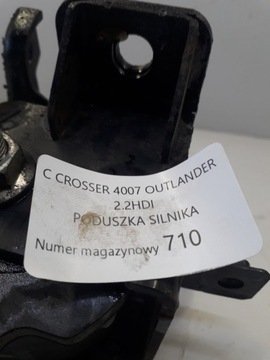 C CROSSER 4007 OUTLANDER
2.2HDI
PODUSZKA SILNIKA
Numer magazynowy 710